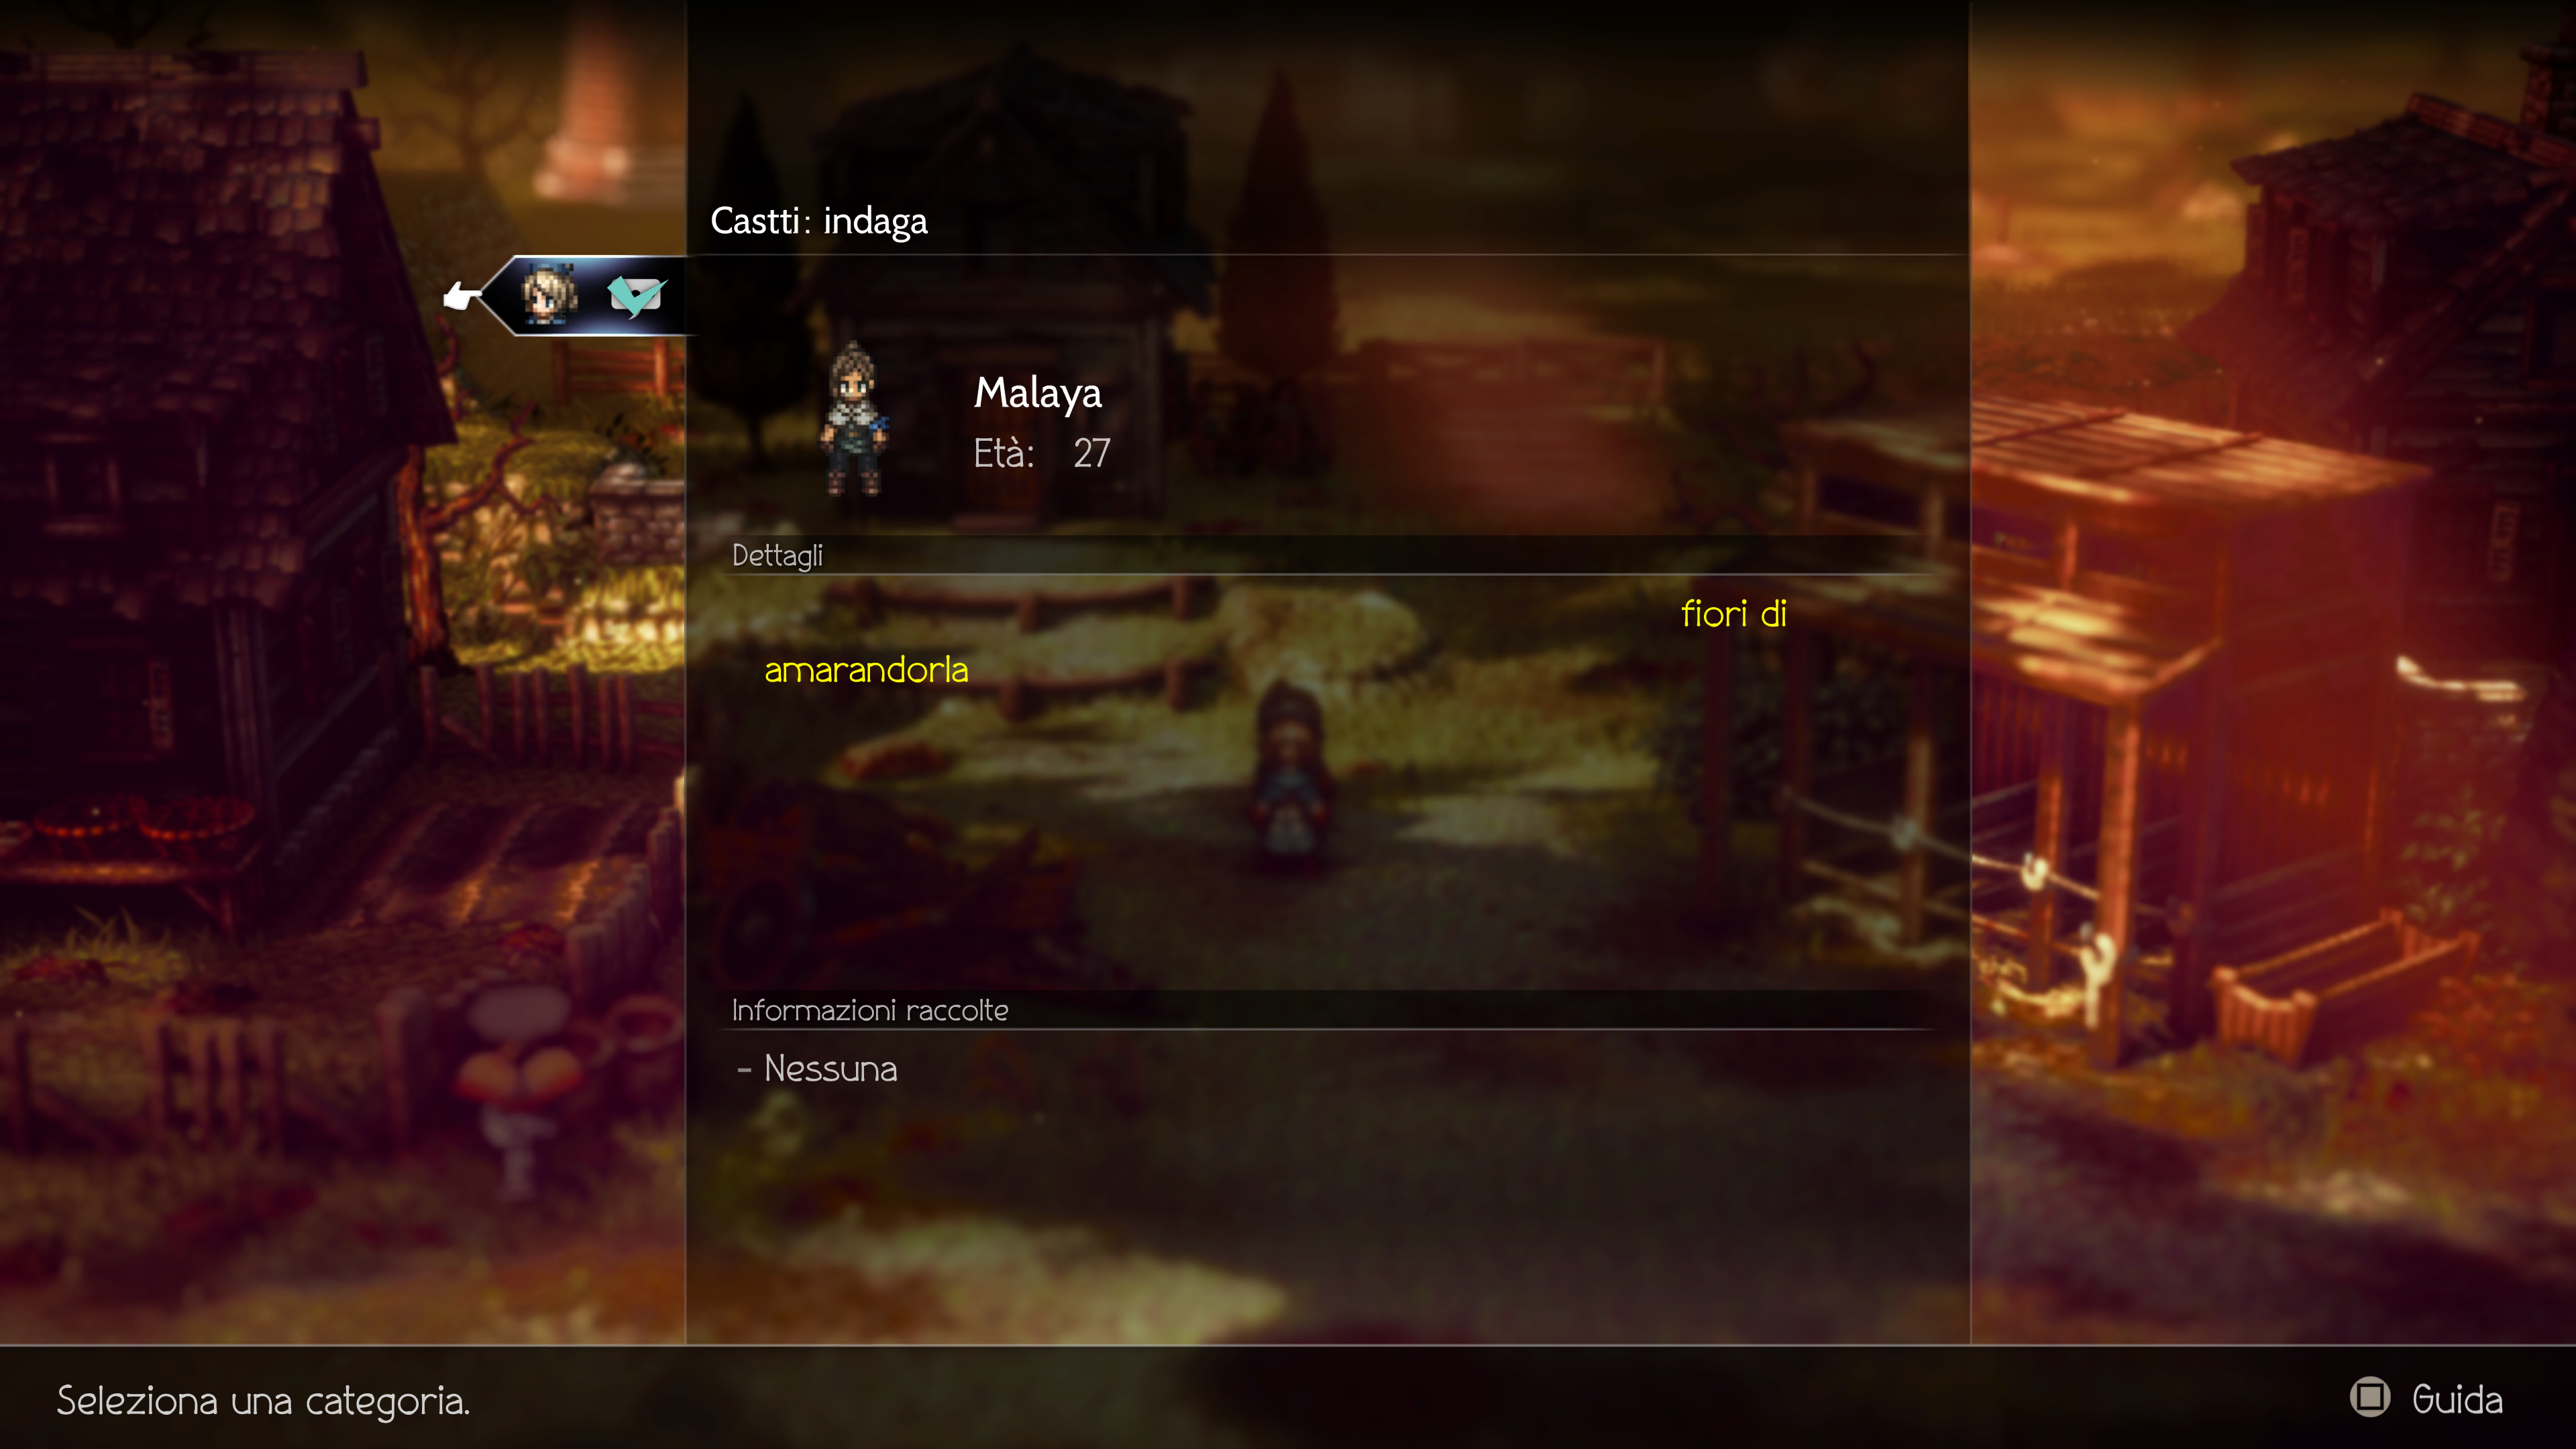 Castti: indaga
Malaya
Età: 27
Dettagli
fiori di
amarandorla
Informazioni raccolte
- Nessuna
Seleziona una categoria.
Guida